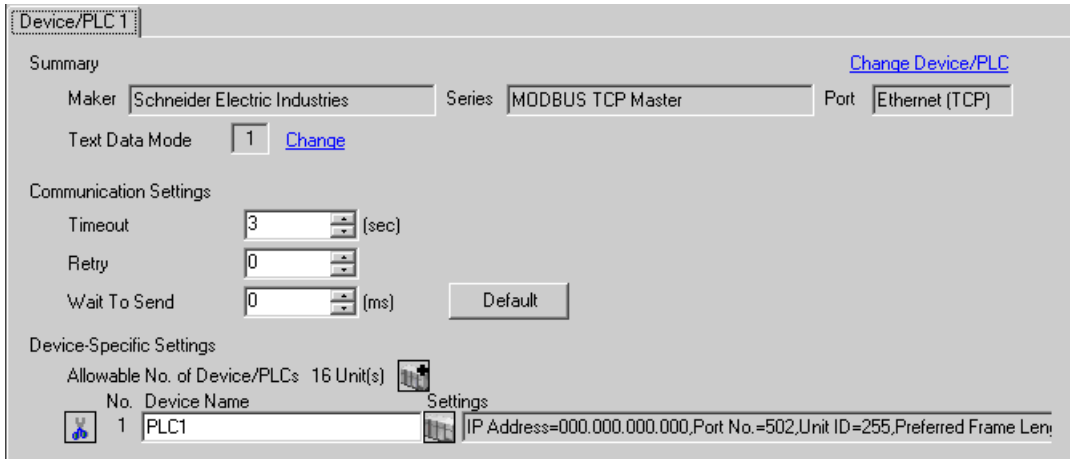 Device/PLC 1
Summary Change Device/PLC
Maker Schneider Electric Industries Series MODBUS TCP Master Port Ethernet (TCP)
Text Data Mode 1 Change
Communication Settings
Timeout 3 (sec)
Retry 0
Wait To Send 0 (ms) Default
Device-Specific Settings
Allowable No. of Device/PLCs 16 Unit(s)
No. Device Name Settings
1 PLC1 IP Address=000.000.000.000,Port No.=502,Unit ID=255,Preferred Frame